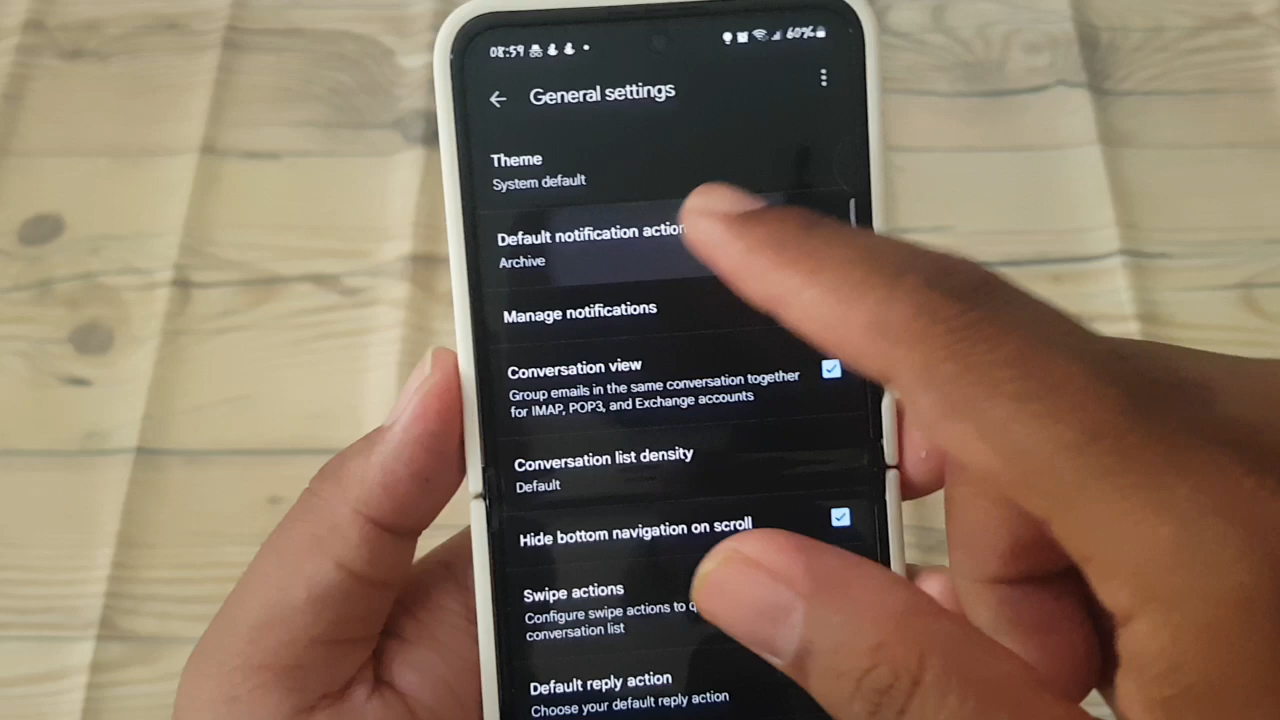 08:59
60%
General settings
Theme
System default
Default notification action
Archive
Manage notifications
Conversation view
Group emails in the same conversation together
for IMAP, POP3, and Exchange accounts
Conversation list density
Default
Hide bottom navigation on scroll
Swipe actions
Configure swipe actions to
conversation list
Default reply action
Choose your default reply action